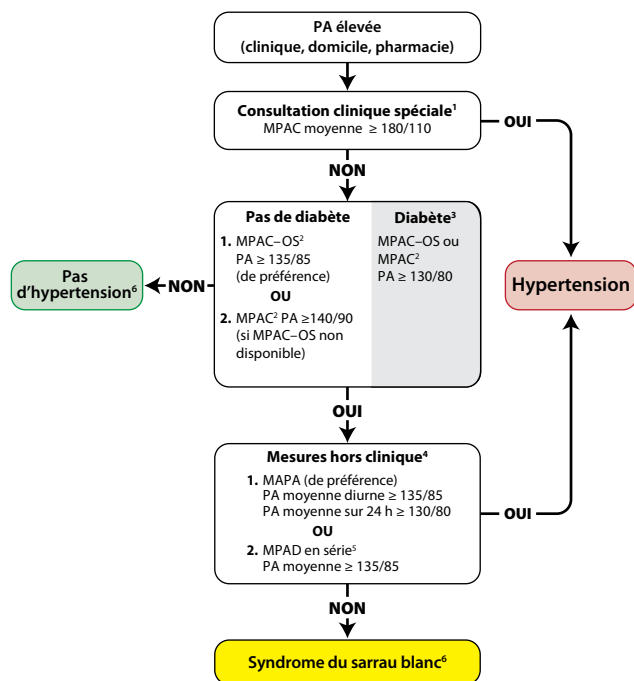 PA élevée
(clinique, domicile, pharmacie)
Consultation clinique spéciale¹
MPAC moyenne ≥ 180/110
OUI
NON
Pas de diabète
1. MPAC–OS²
PA ≥ 135/85
(de préférence)
OU
2. MPAC² PA ≥140/90
(si MPAC–OS non
disponible)
Diabète³
MPAC–OS ou
MPAC²
PA ≥ 130/80
NON
Pas
d'hypertension⁶
Hypertension
OUI
Mesures hors clinique⁴
1. MAPA (de préférence)
PA moyenne diurne ≥ 135/85
PA moyenne sur 24 h ≥ 130/80
OU
2. MPAD en série⁵
PA moyenne ≥ 135/85
OUI
NON
Syndrome du sarrau blanc⁶